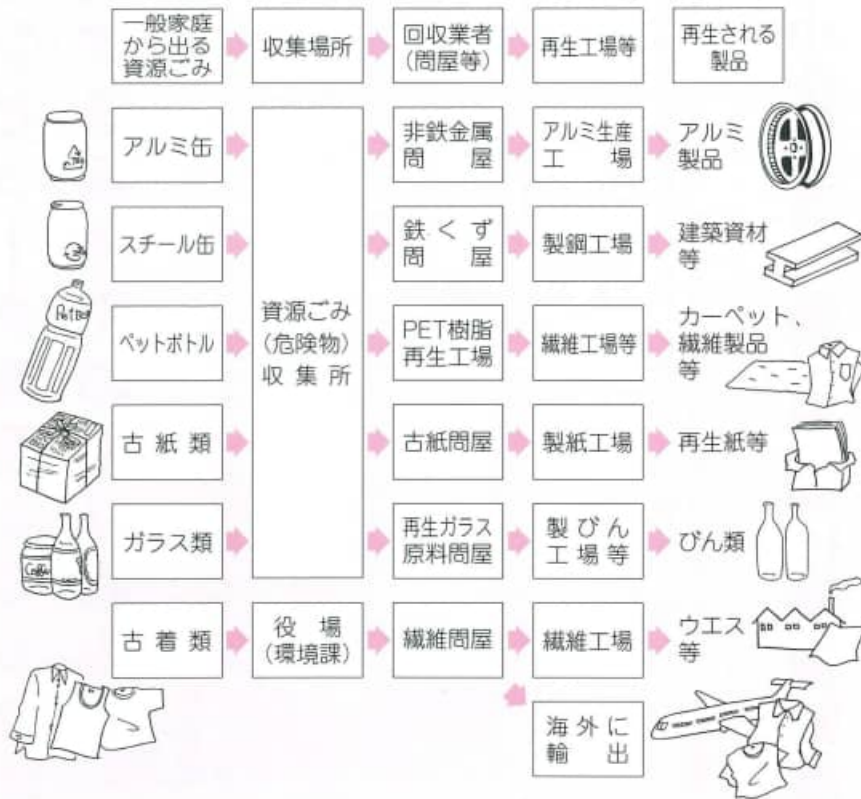 一般家庭
から出る
資源ごみ
収集場所
回収業者
(問屋等)
再生工場等
再生される
製品
アルミ缶
資源ごみ
(危険物)
収集所
非鉄金属
問屋
アルミ生産
工場
アルミ
製品
スチール缶
鉄くず
問屋
製鋼工場
建築資材
等
PetBo
ペットボトル
PET樹脂
再生工場
繊維工場等
カーペット、
繊維製品
等
古紙類
古紙問屋
製紙工場
再生紙等
Coffe
ガラス類
再生ガラス
原料問屋
製びん
工場等
びん類
古着類
役場
(環境課)
繊維問屋
繊維工場
ウエス
等
海外に
輸出